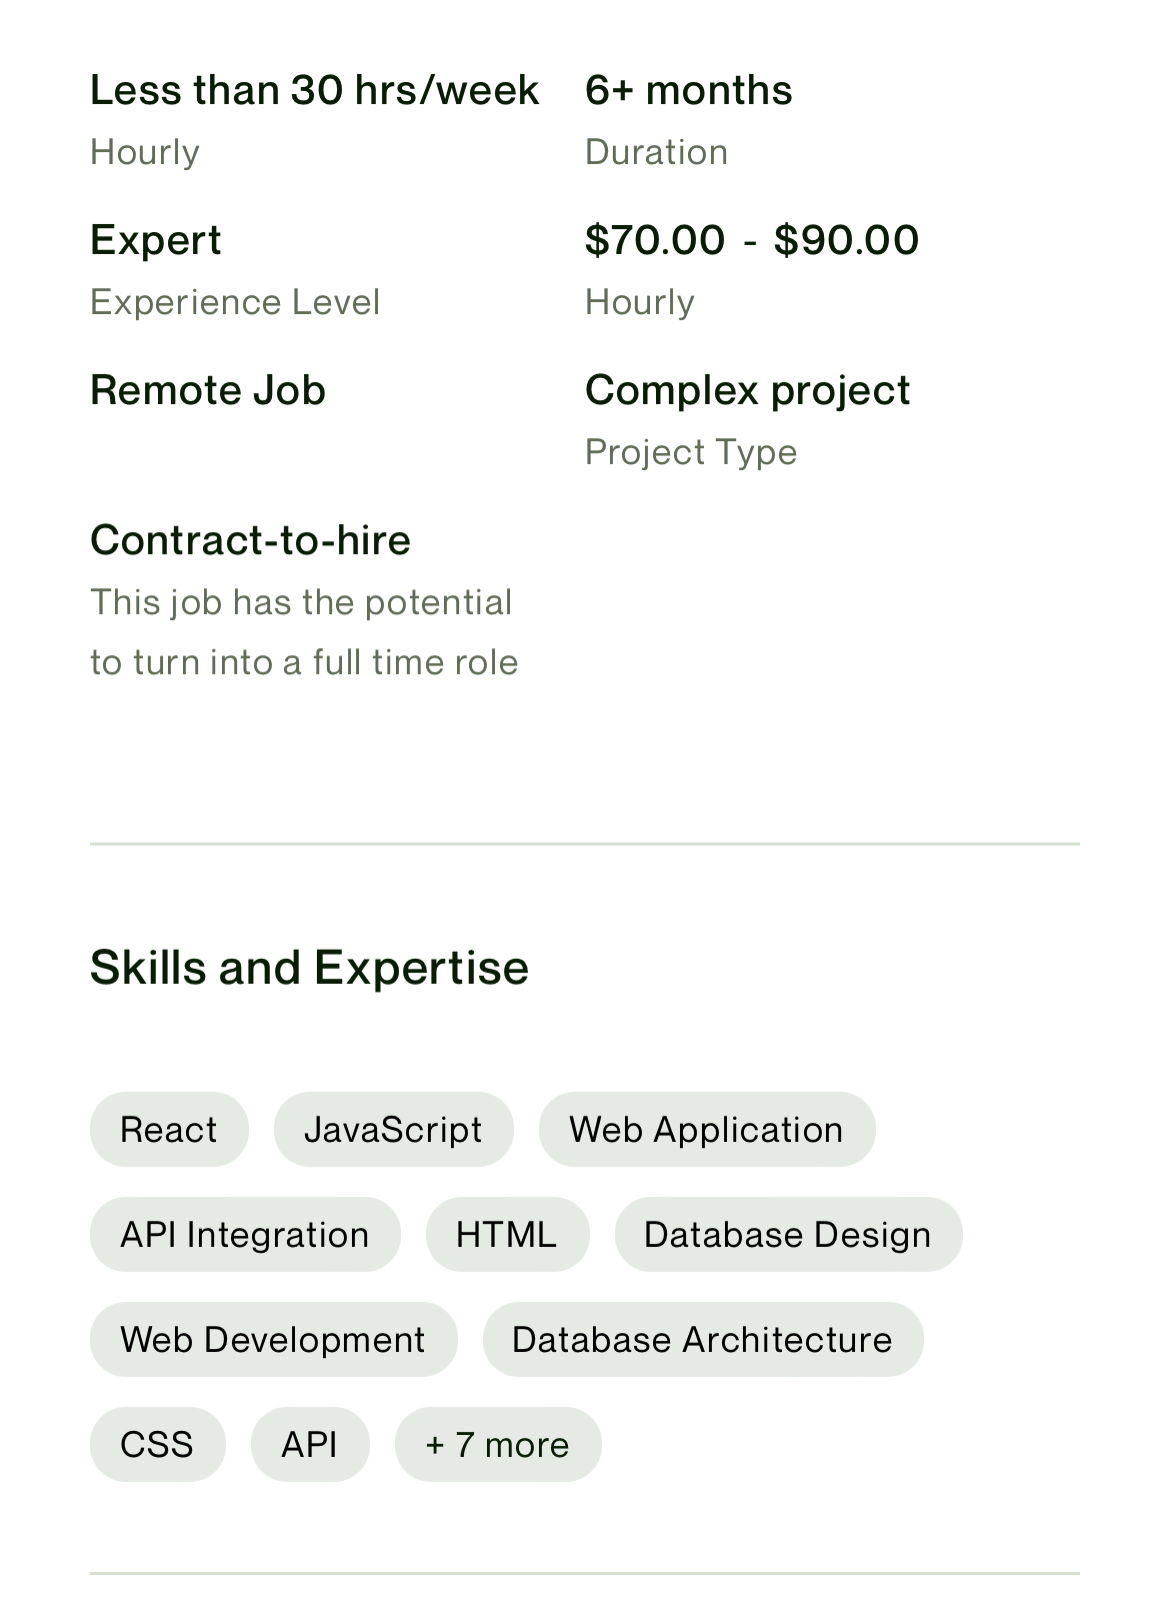 Less than 30 hrs/week
Hourly
6+ months
Duration
Expert
Experience Level
$70.00 - $90.00
Hourly
Remote Job
Complex project
Project Type
Contract-to-hire
This job has the potential
to turn into a full time role
Skills and Expertise
React
JavaScript
Web Application
API Integration
HTML
Database Design
Web Development
Database Architecture
CSS
API
+ 7 more